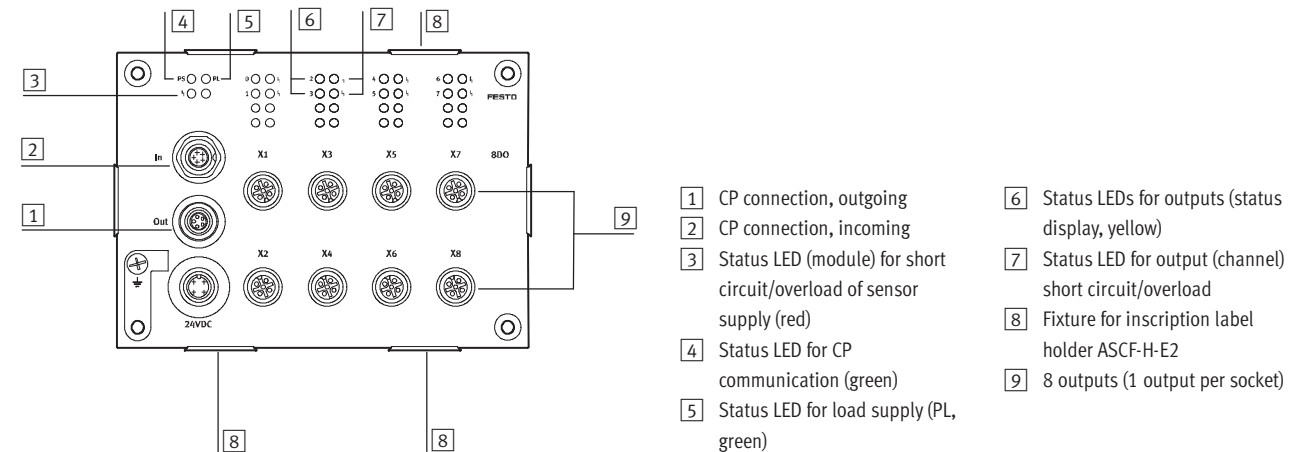 4 5 6 7 8
3
PS PL 0 2 4 6
1 3 5 7
FESTO
2
In X1 X3 X5 X7 8DO
1
Out
9
X2 X4 X6 X8
24VDC
8 8
1 CP connection, outgoing
2 CP connection, incoming
3 Status LED (module) for short
circuit/overload of sensor
supply (red)
4 Status LED for CP
communication (green)
5 Status LED for load supply (PL,
green)
6 Status LEDs for outputs (status
display, yellow)
7 Status LED for output (channel)
short circuit/overload
8 Fixture for inscription label
holder ASCF-H-E2
9 8 outputs (1 output per socket)